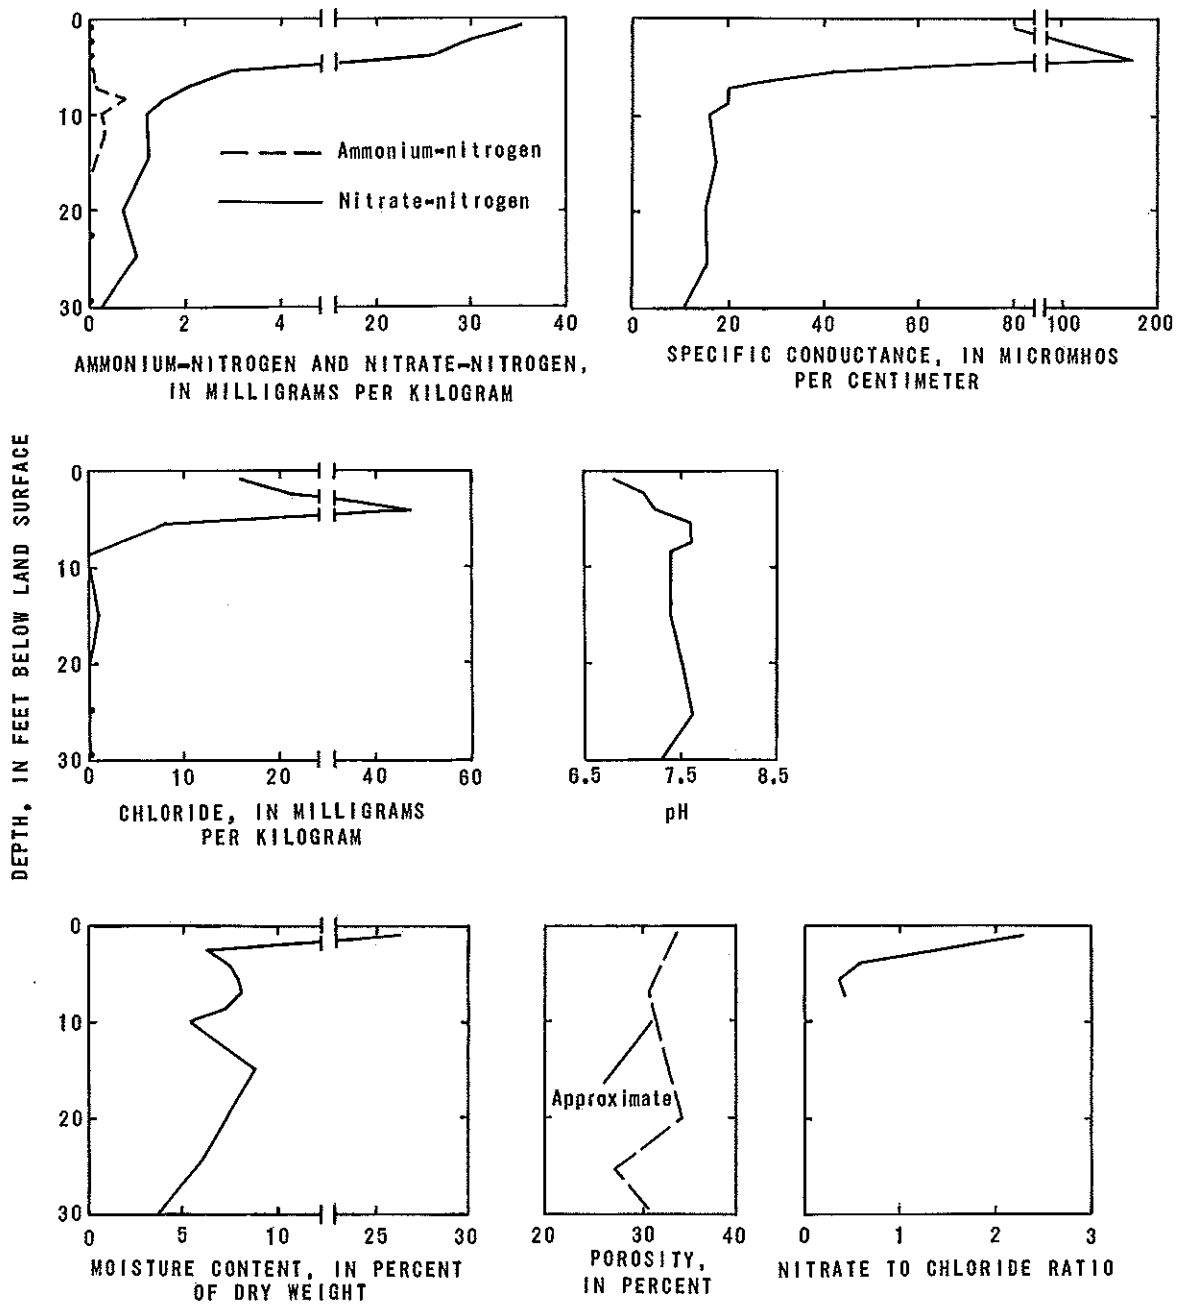 0
10
20
30
Ammonium-nitrogen
Nitrate-nitrogen
0 2 4 20 40
AMMONIUM-NITROGEN AND NITRATE-NITROGEN,
IN MILLIGRAMS PER KILOGRAM
0 20 40 60 80 100 200
SPECIFIC CONDUCTANCE, IN MICROMHOS
PER CENTIMETER
DEPTH, IN FEET BELOW LAND SURFACE
0
10
20
30
0 10 20 40 60
CHLORIDE, IN MILLIGRAMS
PER KILOGRAM
6.5 7.5 8.5
pH
0
10
20
30
0 5 10 25 30
MOISTURE CONTENT, IN PERCENT
OF DRY WEIGHT
Approximate
20 30 40
POROSITY,
IN PERCENT
0 1 2 3
NITRATE TO CHLORIDE RATIO